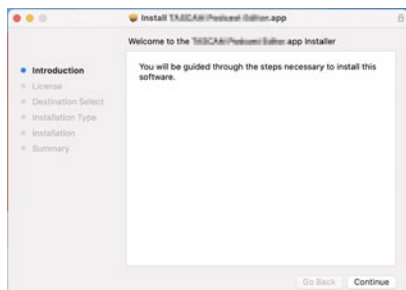 Install TASCAM Podcast Editor.app
Welcome to the TASCAM Podcast Editor app Installer
Introduction
You will be guided through the steps necessary to install this
software.
License
Destination Select
Installation Type
Installation
Summary
Go Back
Continue